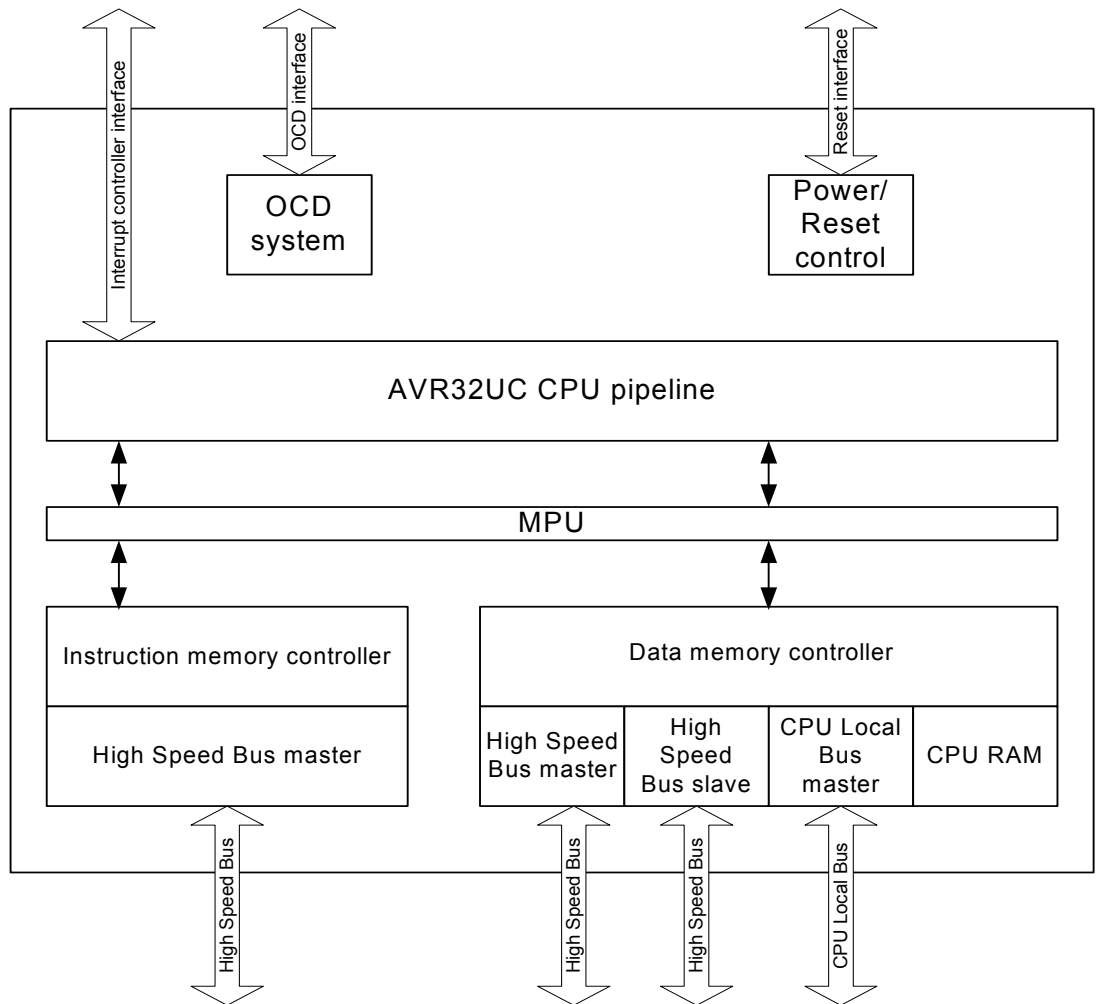 Interrupt controller interface
OCD interface
Reset interface
OCD
system
Power/
Reset
control
AVR32UC CPU pipeline
MPU
Instruction memory controller
Data memory controller
High Speed Bus master
High Speed
Bus master
High
Speed
Bus slave
CPU Local
Bus
master
CPU RAM
High Speed Bus
High Speed Bus
High Speed Bus
CPU Local Bus